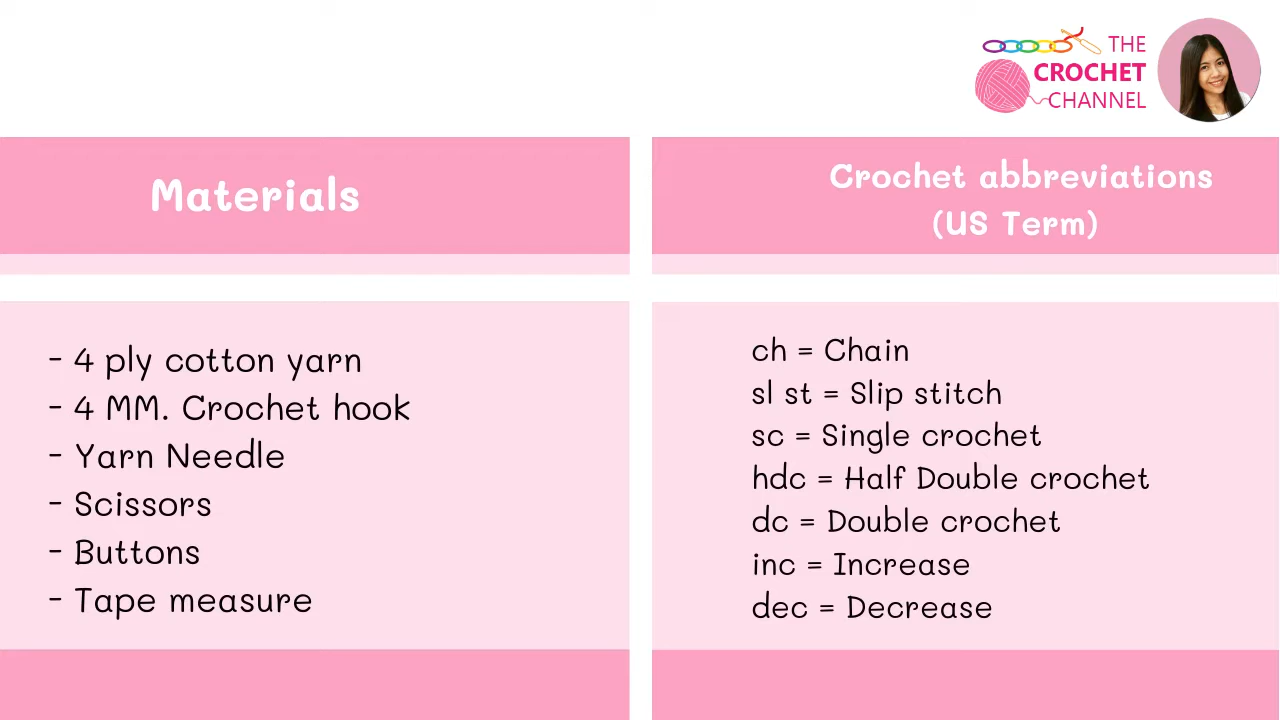 THE
CROCHET
CHANNEL
Materials
- 4 ply cotton yarn
- 4 MM. Crochet hook
- Yarn Needle
- Scissors
- Buttons
- Tape measure
Crochet abbreviations
(US Term)
ch = Chain
sl st = Slip stitch
sc = Single crochet
hdc = Half Double crochet
dc = Double crochet
inc = Increase
dec = Decrease